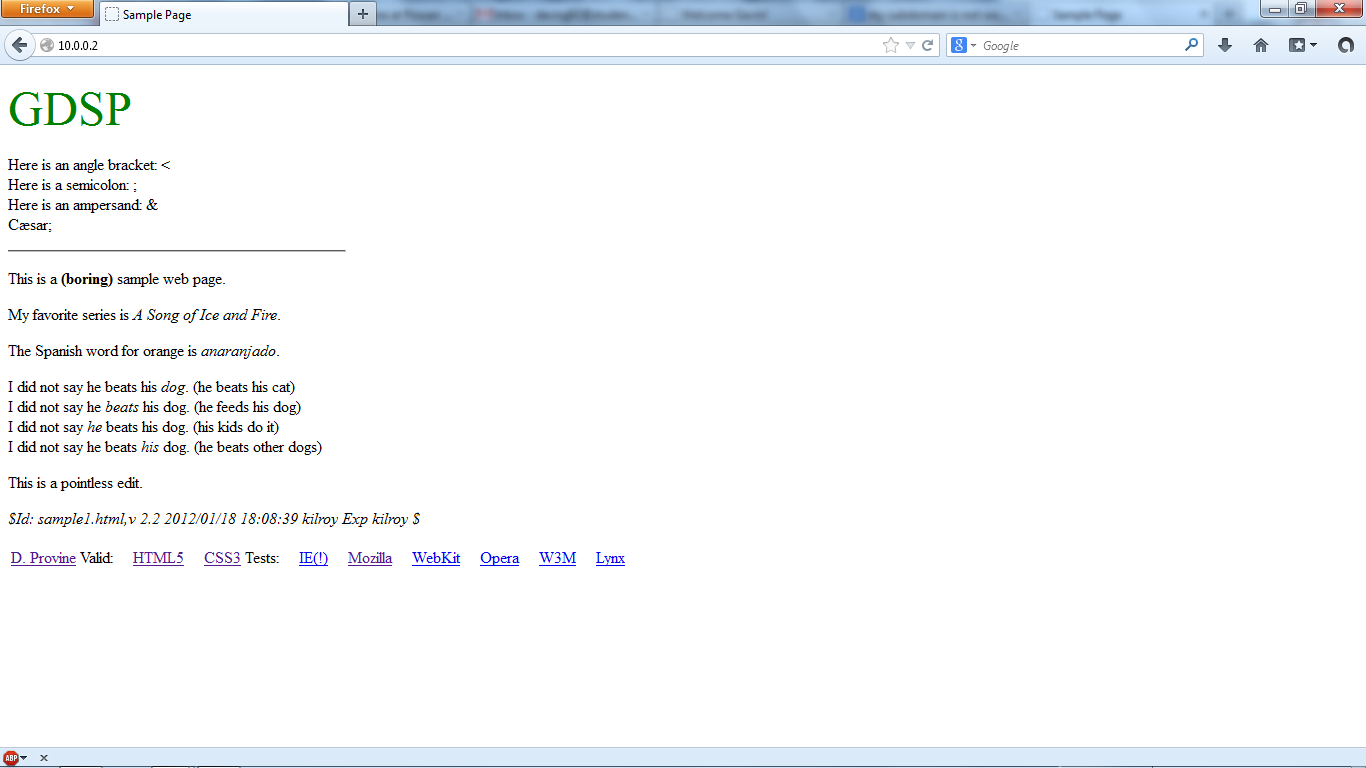 Firefox
Sample Page
10.0.0.2
Google
GDSP
Here is an angle bracket: <
Here is a semicolon: ;
Here is an ampersand: &
Cæsar;
This is a (boring) sample web page.
My favorite series is A Song of Ice and Fire.
The Spanish word for orange is anaranjado.
I did not say he beats his dog. (he beats his cat)
I did not say he beats his dog. (he feeds his dog)
I did not say he beats his dog. (his kids do it)
I did not say he beats his dog. (he beats other dogs)
This is a pointless edit.
$Id: sample1.html,v 2.2 2012/01/18 18:08:39 kilroy Exp kilroy $
D. Provine Valid: HTML5 CSS3 Tests: IE(!) Mozilla WebKit Opera W3M Lynx
ABP